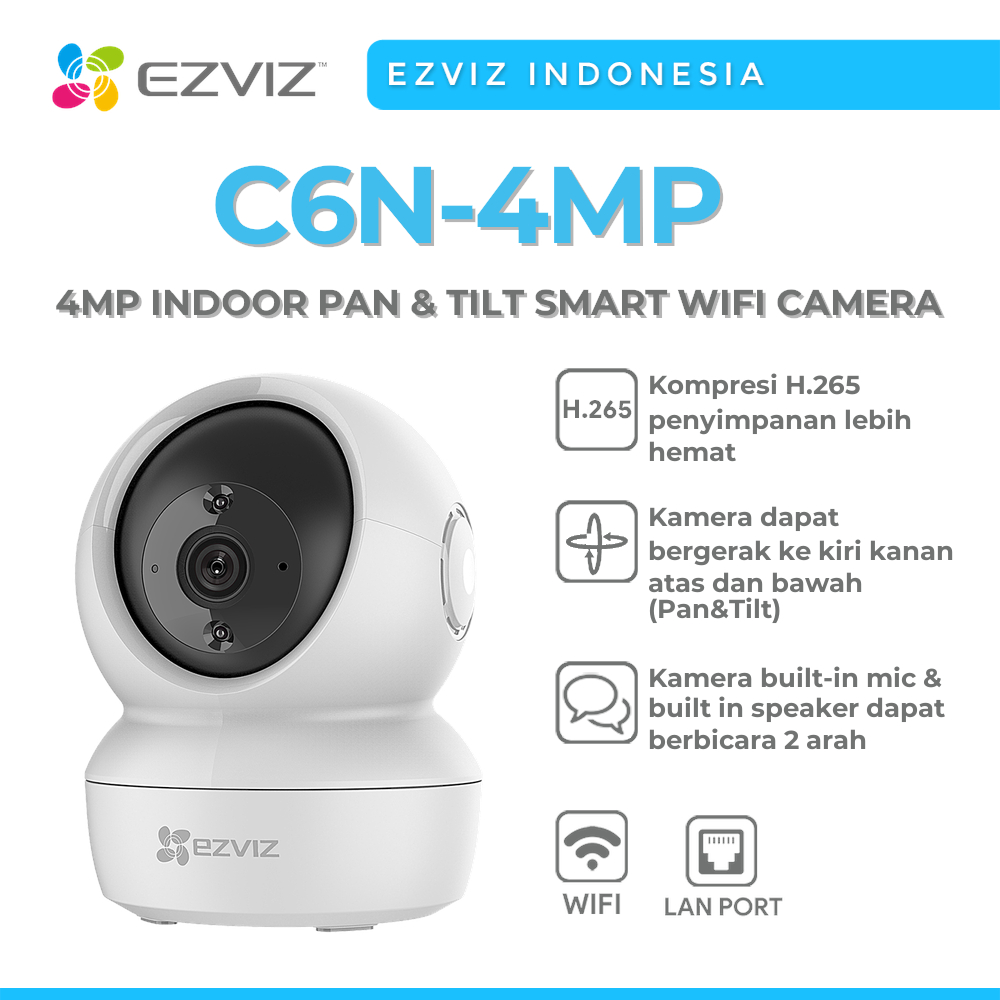 EZVIZ™
EZVIZ INDONESIA
C6N-4MP
4MP INDOOR PAN & TILT SMART WIFI CAMERA
H.265
Kompresi H.265
penyimpanan lebih
hemat
Kamera dapat
bergerak ke kiri kanan
atas dan bawah
(Pan&Tilt)
Kamera built-in mic &
built in speaker dapat
berbicara 2 arah
WIFI
LAN PORT
ezviz